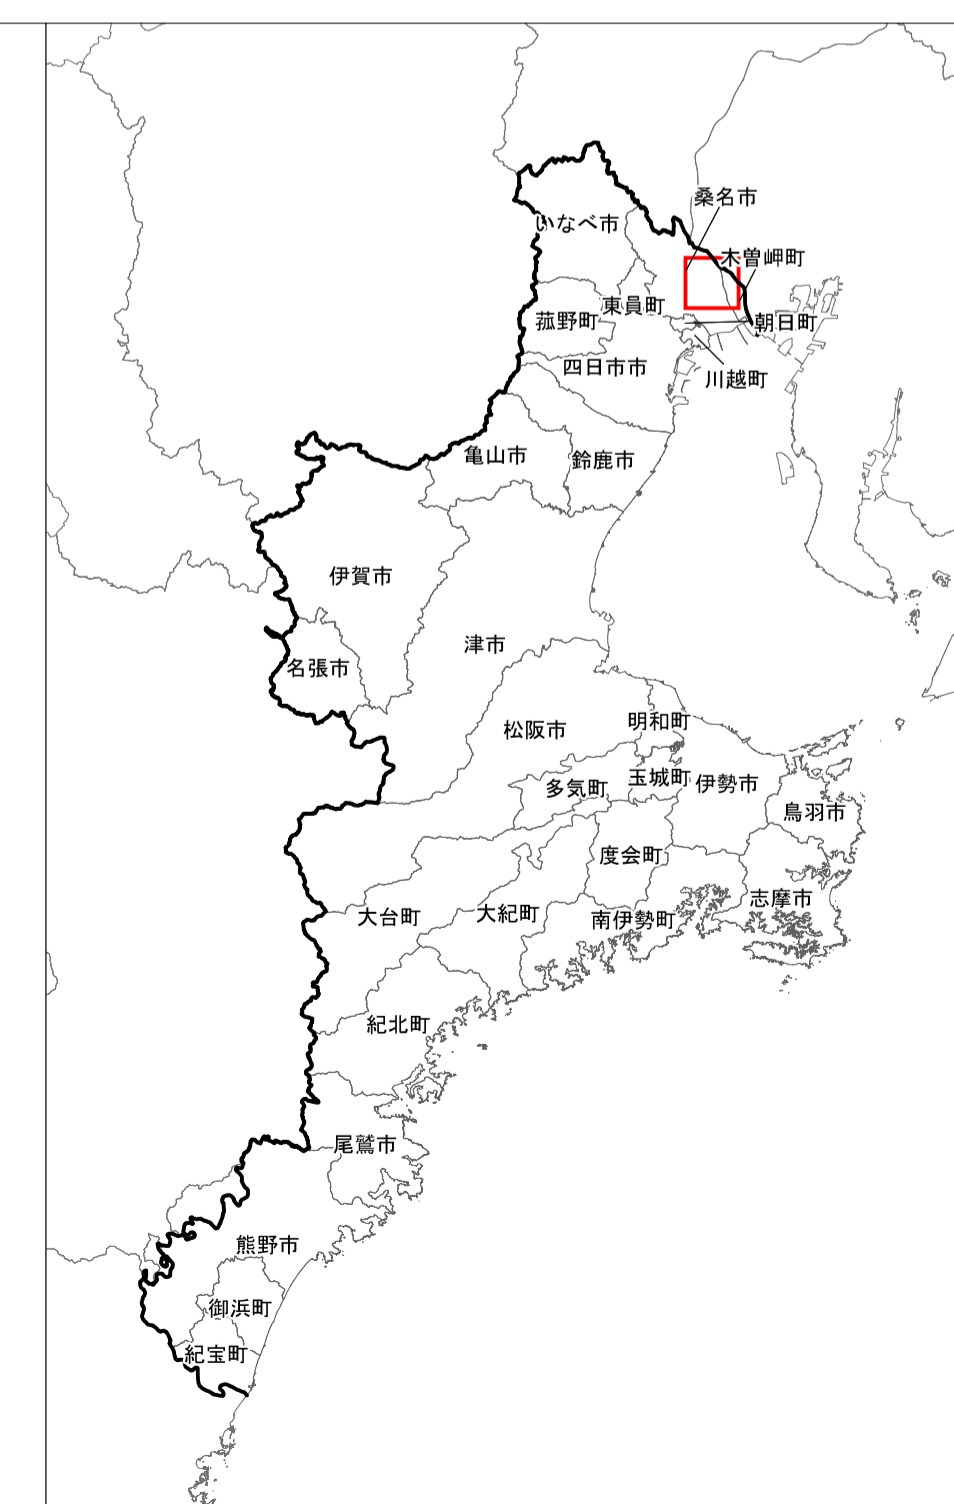 桑名市
いなべ市
木曽岬町
東員町
菰野町
朝日町
四日市市
川越町
亀山市
鈴鹿市
伊賀市
津市
名張市
松阪市
明和町
多気町
玉城町
伊勢市
鳥羽市
度会町
志摩市
大台町
大紀町
南伊勢町
紀北町
尾鷲市
熊野市
御浜町
紀宝町